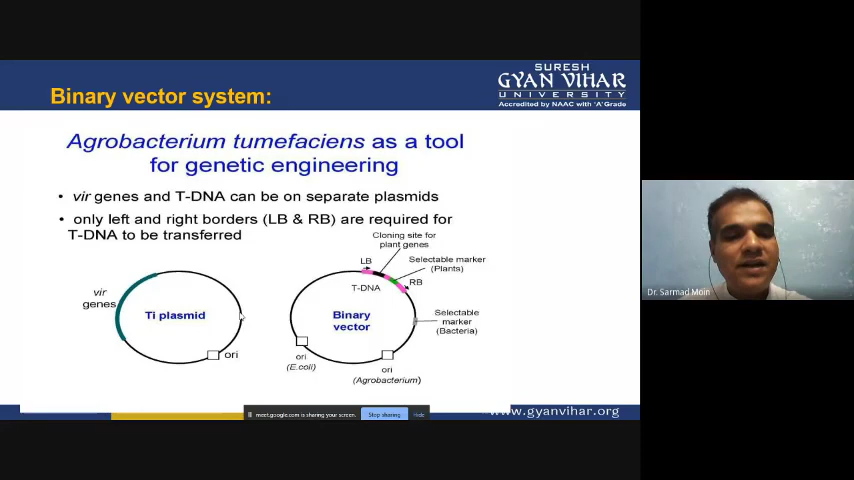 Binary vector system:
SURESH
GYAN VIHAR
UNIVERSITY
Accredited by NAAC with 'A' Grade
Agrobacterium tumefaciens as a tool
for genetic engineering
• vir genes and T-DNA can be on separate plasmids
• only left and right borders (LB & RB) are required for
T-DNA to be transferred
Cloning site for
plant genes
LB
Selectable marker
(Plants)
T-DNA
RB
vir
genes
Ti plasmid
ori
Binary
vector
Selectable
marker
(Bacteria)
ori
(E.coli)
ori
(Agrobacterium)
meet.google.com is sharing your screen.
Stop sharing
Hide
www.gyanvihar.org
Dr. Sarmad Moin